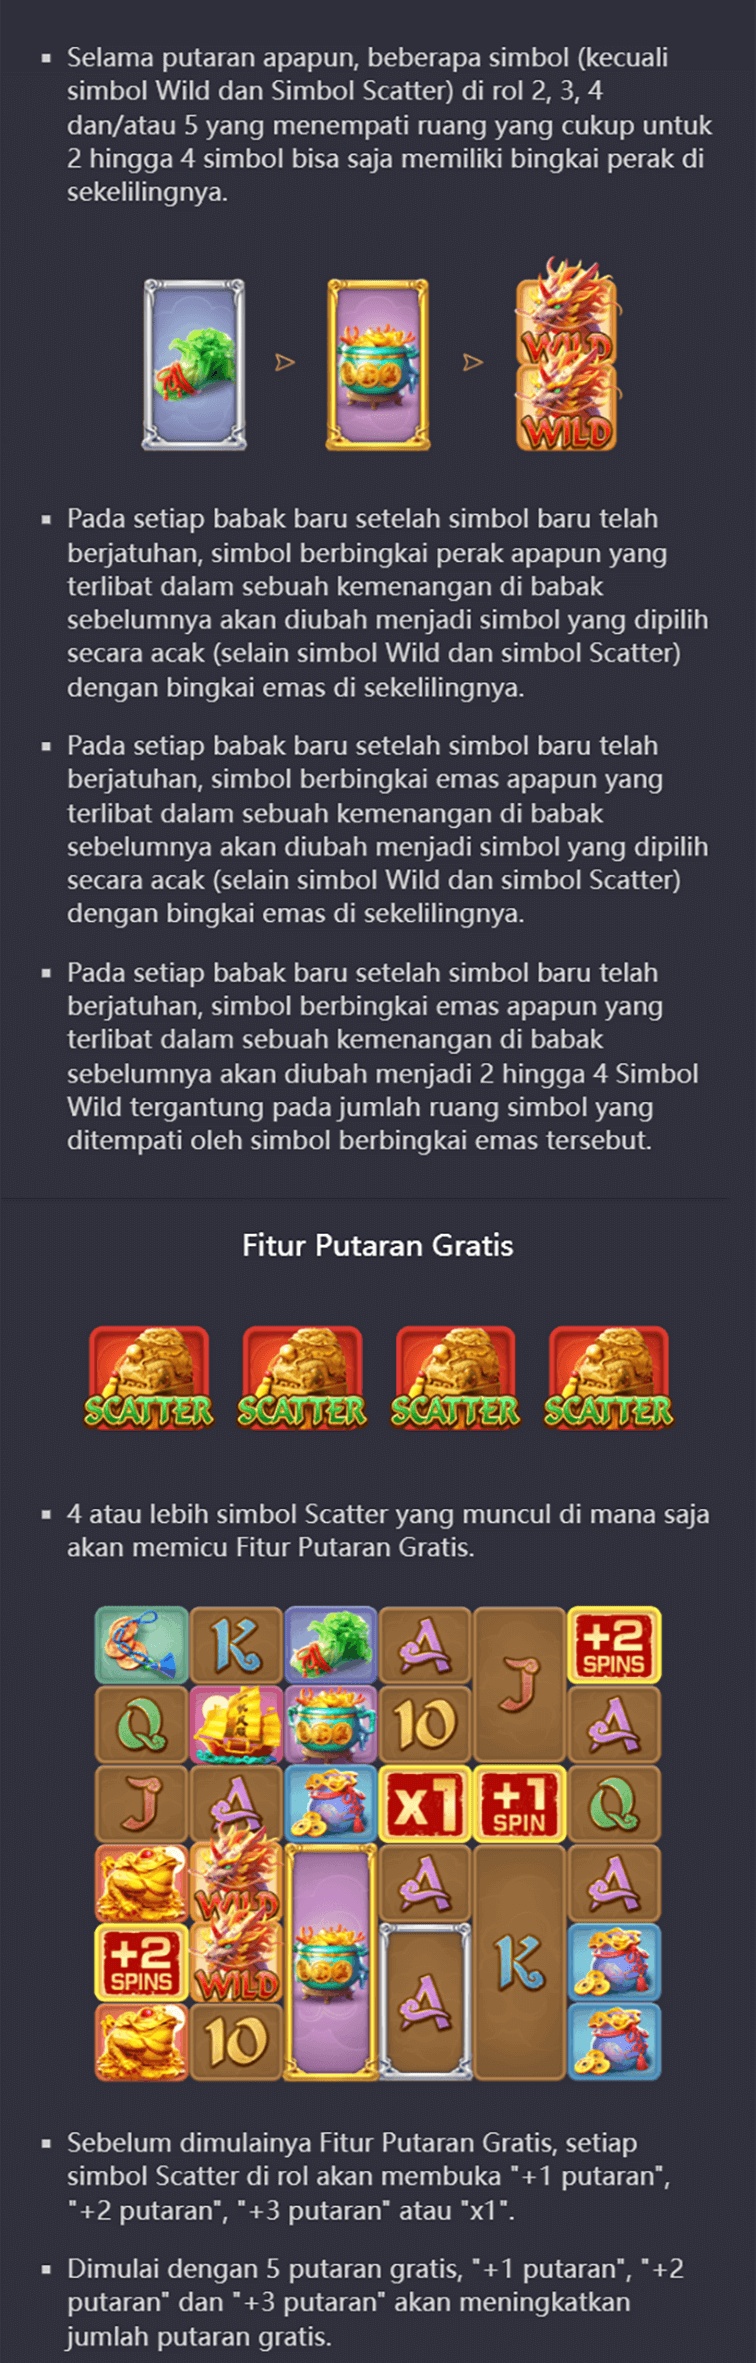 Selama putaran apapun, beberapa simbol (kecuali
simbol Wild dan Simbol Scatter) di rol 2, 3, 4
dan/atau 5 yang menempati ruang yang cukup untuk
2 hingga 4 simbol bisa saja memiliki bingkai perak di
sekelilingnya.
WILD
WILD
Pada setiap babak baru setelah simbol baru telah
berjatuhan, simbol berbingkai perak apapun yang
terlibat dalam sebuah kemenangan di babak
sebelumnya akan diubah menjadi simbol yang dipilih
secara acak (selain simbol Wild dan simbol Scatter)
dengan bingkai emas di sekelilingnya.
Pada setiap babak baru setelah simbol baru telah
berjatuhan, simbol berbingkai emas apapun yang
terlibat dalam sebuah kemenangan di babak
sebelumnya akan diubah menjadi simbol yang dipilih
secara acak (selain simbol Wild dan simbol Scatter)
dengan bingkai emas di sekelilingnya.
Pada setiap babak baru setelah simbol baru telah
berjatuhan, simbol berbingkai emas apapun yang
terlibat dalam sebuah kemenangan di babak
sebelumnya akan diubah menjadi 2 hingga 4 Simbol
Wild tergantung pada jumlah ruang simbol yang
ditempati oleh simbol berbingkai emas tersebut.
Fitur Putaran Gratis
SCATTER SCATTER SCATTER SCATTER
4 atau lebih simbol Scatter yang muncul di mana saja
akan memicu Fitur Putaran Gratis.
K A J +2 SPINS
Q 10 A
J A x1 +1 SPIN Q
WILD A A
+2 SPINS WILD A K
10
Sebelum dimulainya Fitur Putaran Gratis, setiap
simbol Scatter di rol akan membuka "+1 putaran",
"+2 putaran", "+3 putaran" atau "x1".
Dimulai dengan 5 putaran gratis, "+1 putaran", "+2
putaran" dan "+3 putaran" akan meningkatkan
jumlah putaran gratis.